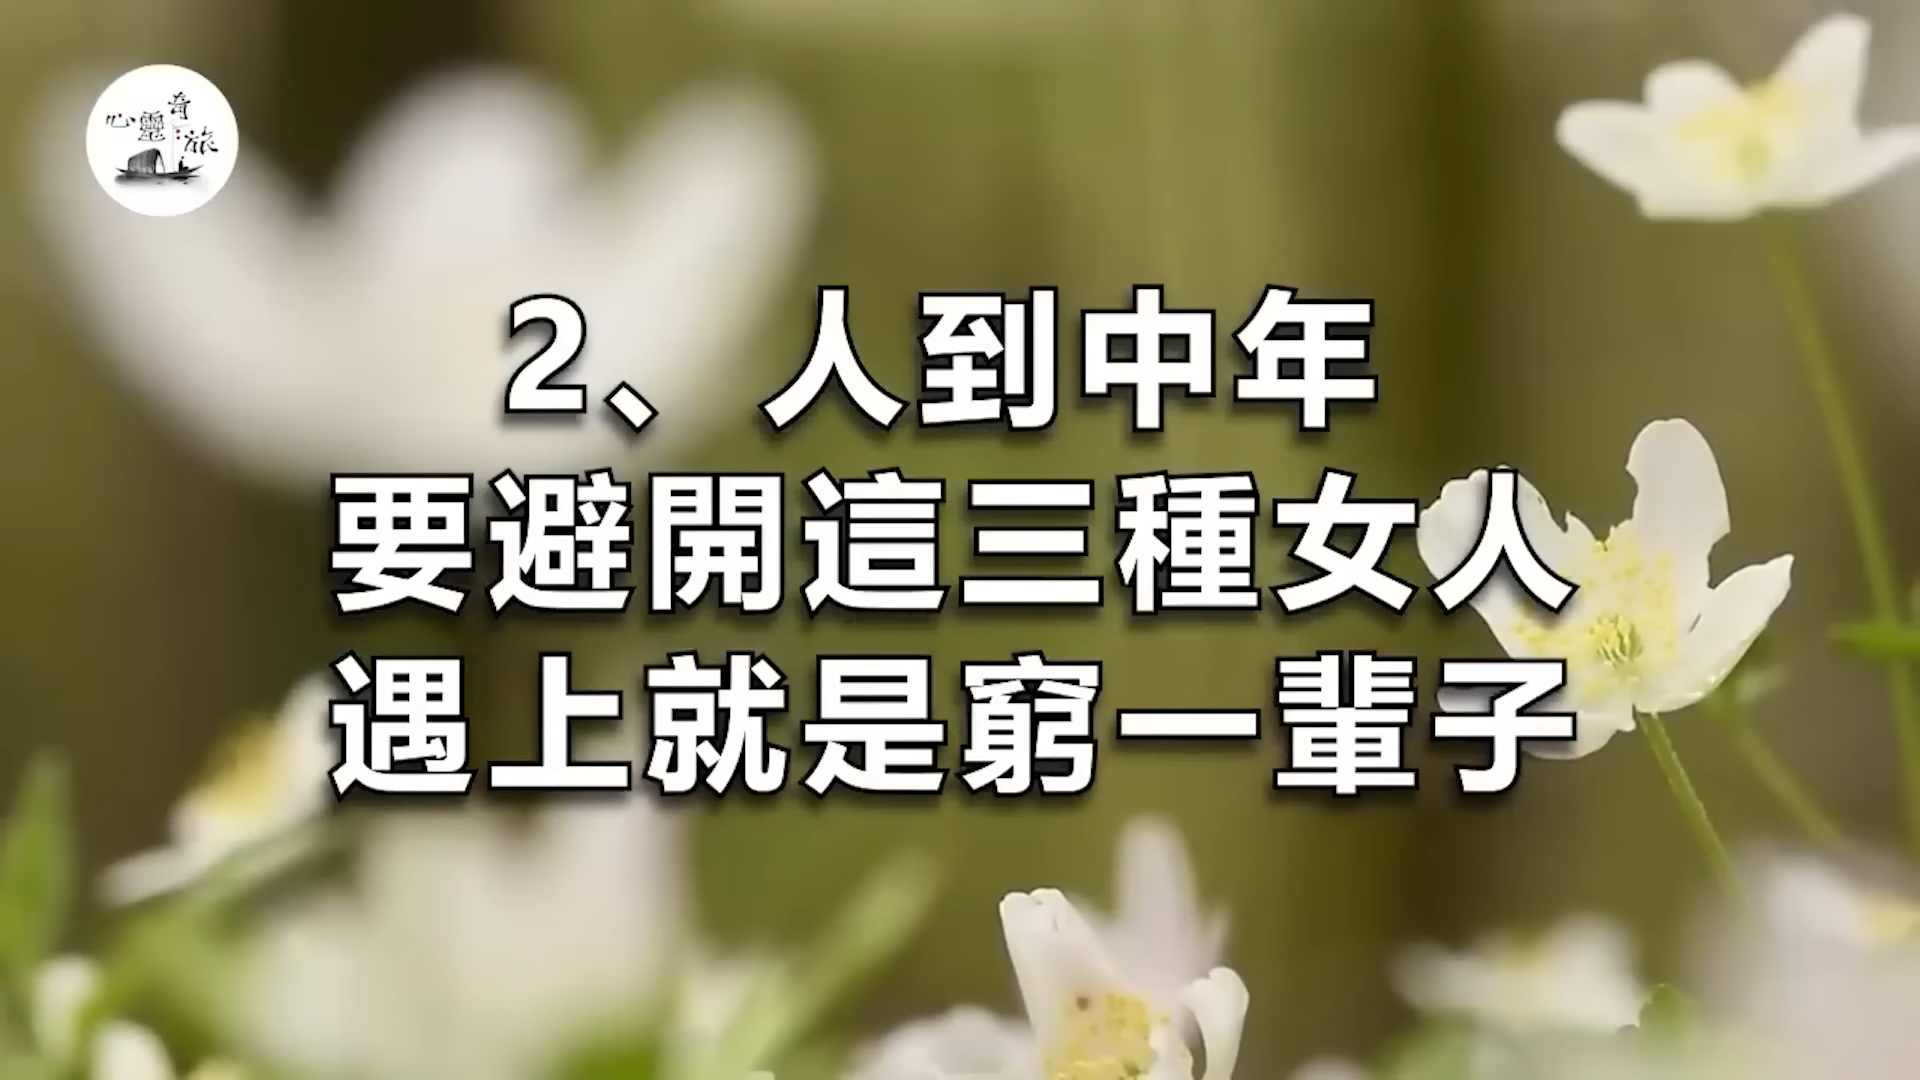 心靈奇旅
2、人到中年
要避開這三種女人
遇上就是窮一輩子